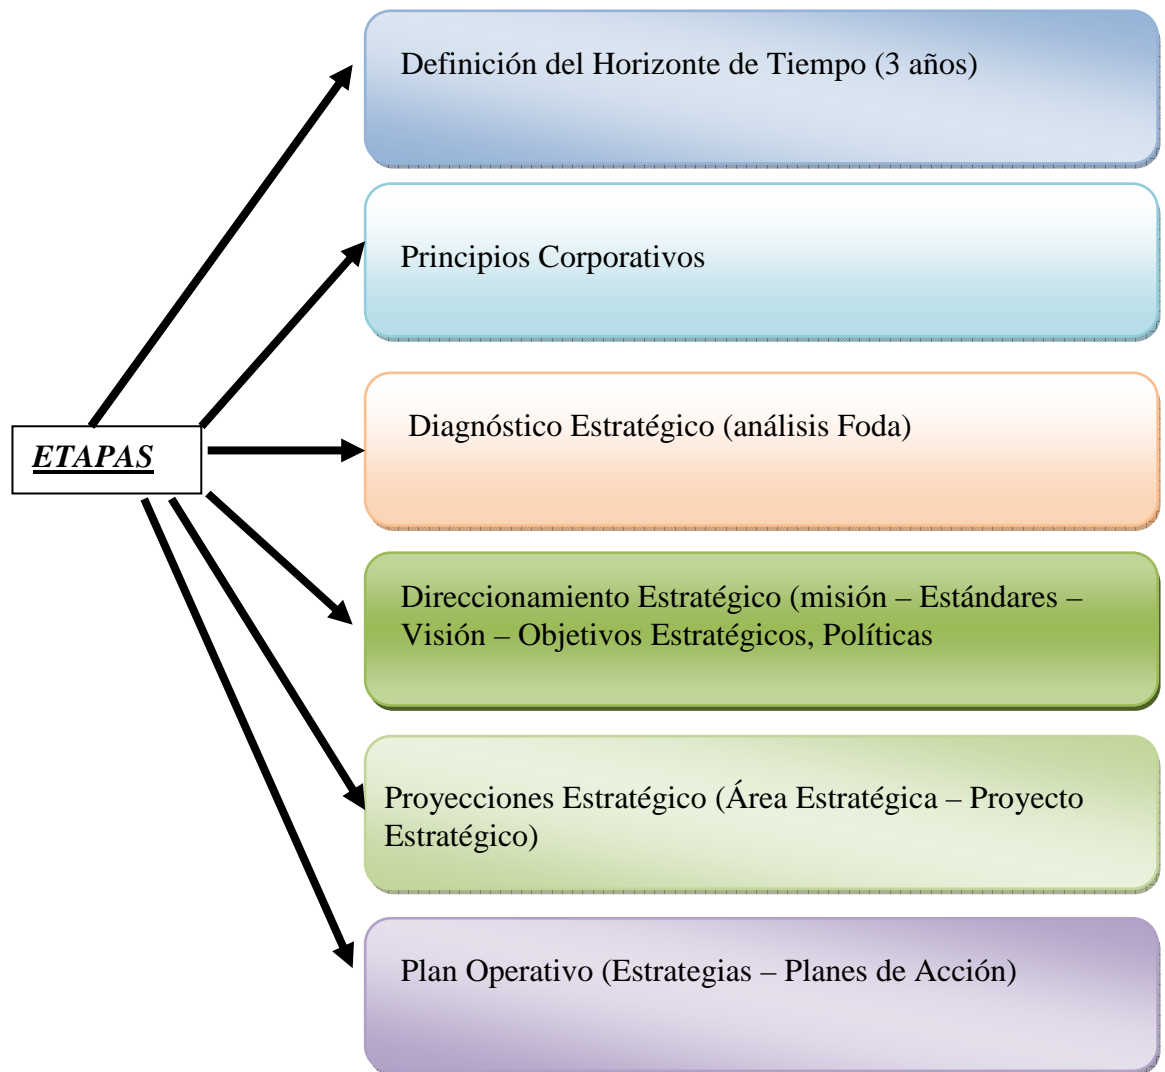 Definición del Horizonte de Tiempo (3 años)
Principios Corporativos
Diagnóstico Estratégico (análisis Foda)
ETAPAS
Direccionamiento Estratégico (misión – Estándares –
Visión – Objetivos Estratégicos, Políticas
Proyecciones Estratégico (Área Estratégica – Proyecto
Estratégico)
Plan Operativo (Estrategias – Planes de Acción)